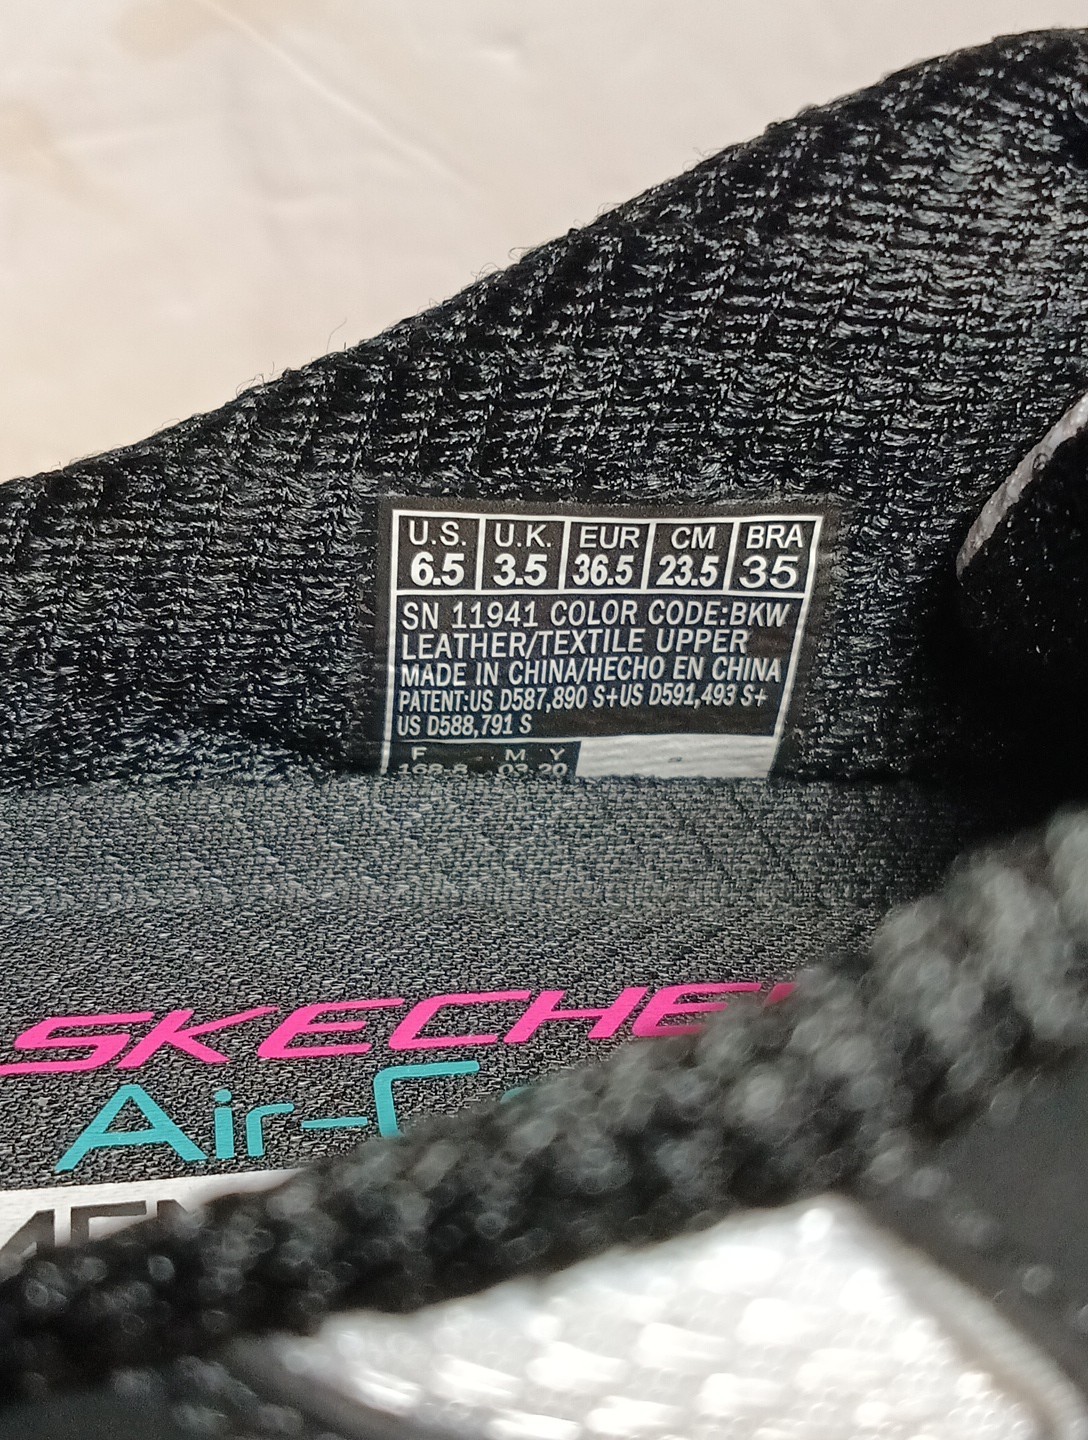 U.S. U.K. EUR CM BRA
6.5 3.5 36.5 23.5 35
SN 11941 COLOR CODE:BKW
LEATHER/TEXTILE UPPER
MADE IN CHINA/HECHO EN CHINA
PATENT:US D587,890 S+US D591,493 S+
US D588,791 S
F M Y
03 20
SKECHE
Air-C